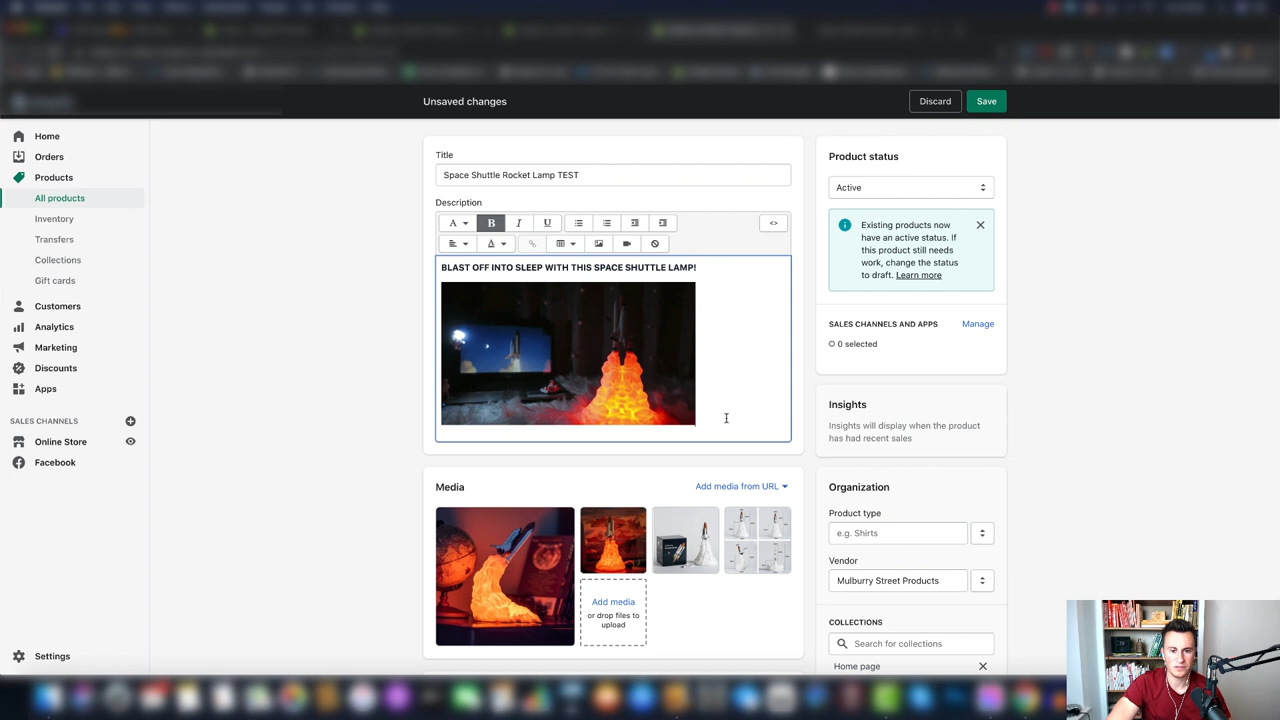 Unsaved changes
Discard
Save
Home
Orders
Products
All products
Inventory
Transfers
Collections
Gift cards
Customers
Analytics
Marketing
Discounts
Apps
SALES CHANNELS
Online Store
Facebook
Settings
Title
Space Shuttle Rocket Lamp TEST
Description
A
B
I
U
<>
A
BLAST OFF INTO SLEEP WITH THIS SPACE SHUTTLE LAMP!
Media
Add media from URL
Add media
or drop files to
upload
Product status
Active
Existing products now
have an active status. If
this product still needs
work, change the status
to draft. Learn more
SALES CHANNELS AND APPS
Manage
0 selected
Insights
Insights will display when the product
has had recent sales
Organization
Product type
e.g. Shirts
Vendor
Mulburry Street Products
COLLECTIONS
Search for collections
Home page